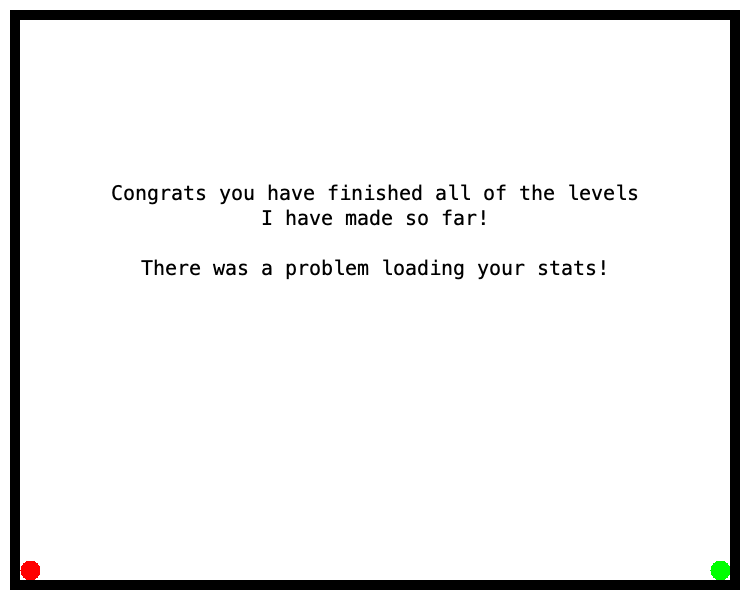 Congrats you have finished all of the levels
I have made so far!
There was a problem loading your stats!